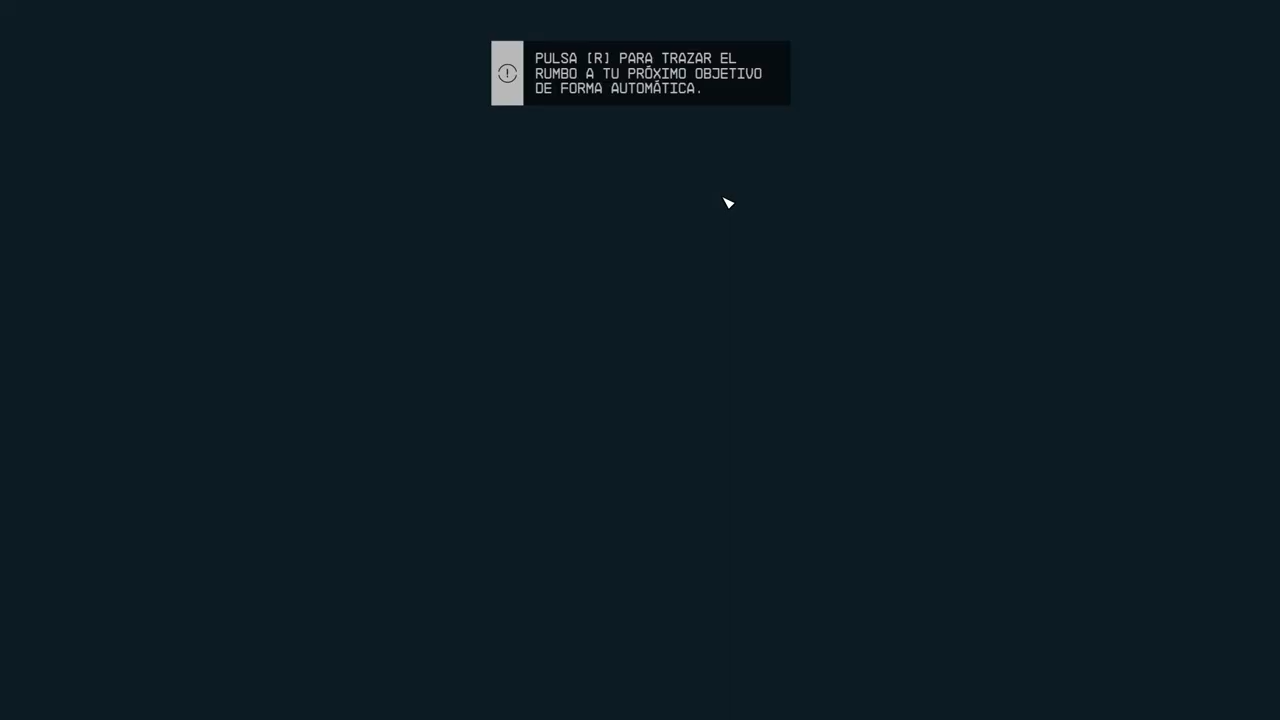 PULSA [R] PARA TRAZAR EL
RUMBO A TU PRÓXIMO OBJETIVO
DE FORMA AUTOMÁTICA.